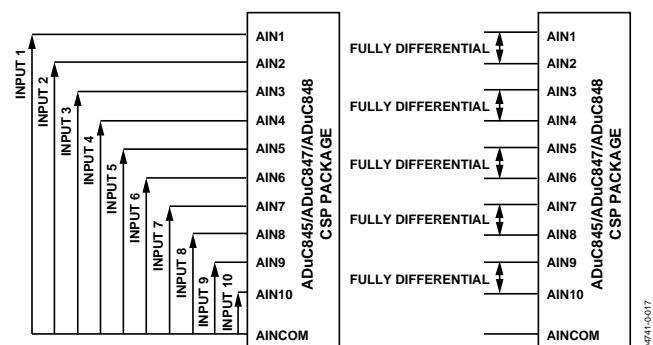 INPUT 1
INPUT 2
INPUT 3
INPUT 4
INPUT 5
INPUT 6
INPUT 7
INPUT 8
INPUT 9
INPUT 10
AIN1
AIN2
AIN3
AIN4
AIN5
AIN6
AIN7
AIN8
AIN9
AIN10
AINCOM
ADuC845/ADuC847/ADuC848
CSP PACKAGE
FULLY DIFFERENTIAL
FULLY DIFFERENTIAL
FULLY DIFFERENTIAL
FULLY DIFFERENTIAL
FULLY DIFFERENTIAL
AIN1
AIN2
AIN3
AIN4
AIN5
AIN6
AIN7
AIN8
AIN9
AIN10
AINCOM
ADuC845/ADuC847/ADuC848
CSP PACKAGE
04741-0-017